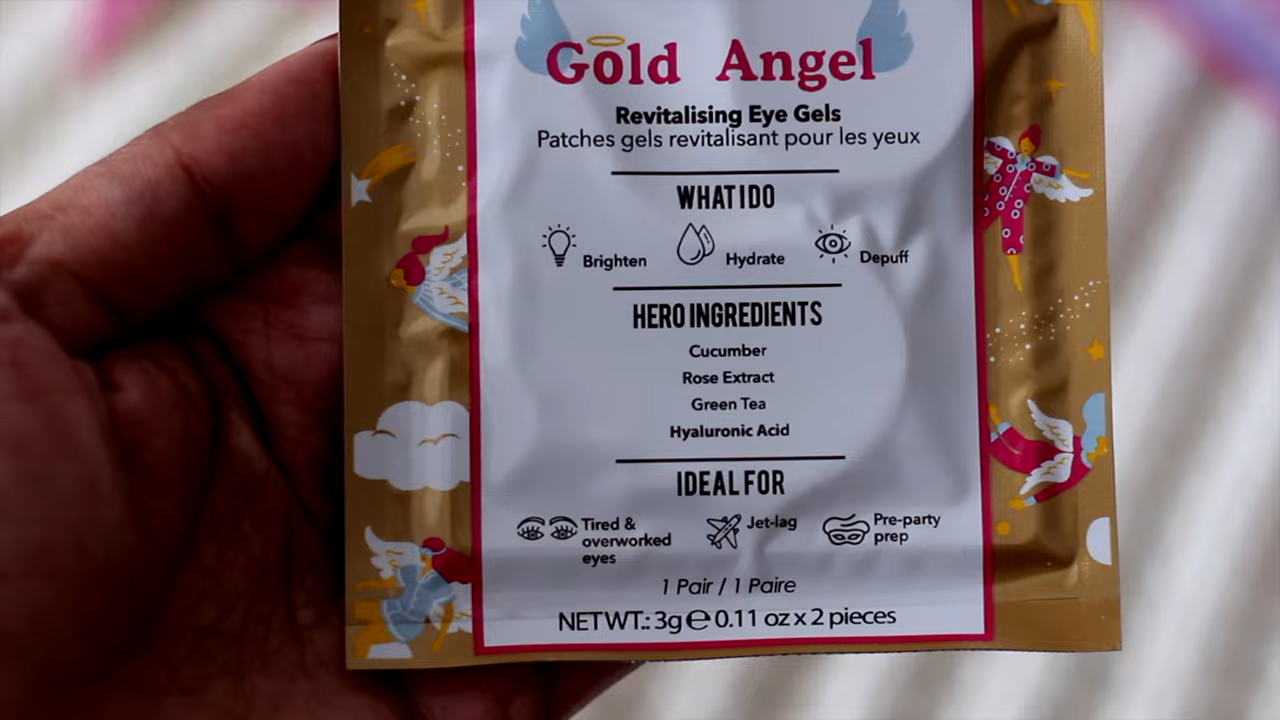 Gold Angel
Revitalising Eye Gels
Patches gels revitalisant pour les yeux
WHAT I DO
Brighten Hydrate Depuff
HERO INGREDIENTS
Cucumber
Rose Extract
Green Tea
Hyaluronic Acid
IDEAL FOR
Tired &
overworked
eyes
Jet-lag
Pre-party
prep
1 Pair / 1 Paire
NET WT.: 3g ℮ 0.11 oz x 2 pieces